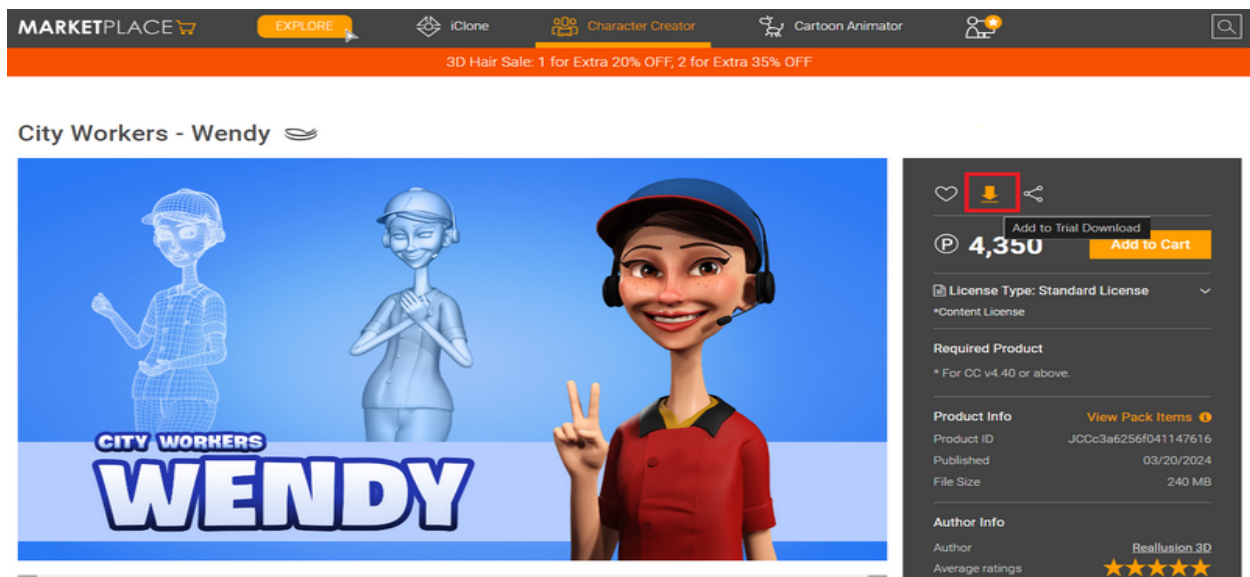 MARKETPLACE
EXPLORE
iClone
Character Creator
Cartoon Animator
3D Hair Sale: 1 for Extra 20% OFF, 2 for Extra 35% OFF
City Workers - Wendy
CITY WORKERS
WENDY
Add to Trial Download
P 4,350 Add to Cart
License Type: Standard License
*Content License
Required Product
* For CC v4.40 or above.
Product Info View Pack Items
Product ID JCCc3a6256f041147616
Published 03/20/2024
File Size 240 MB
Author Info
Author Reallusion 3D
Average ratings